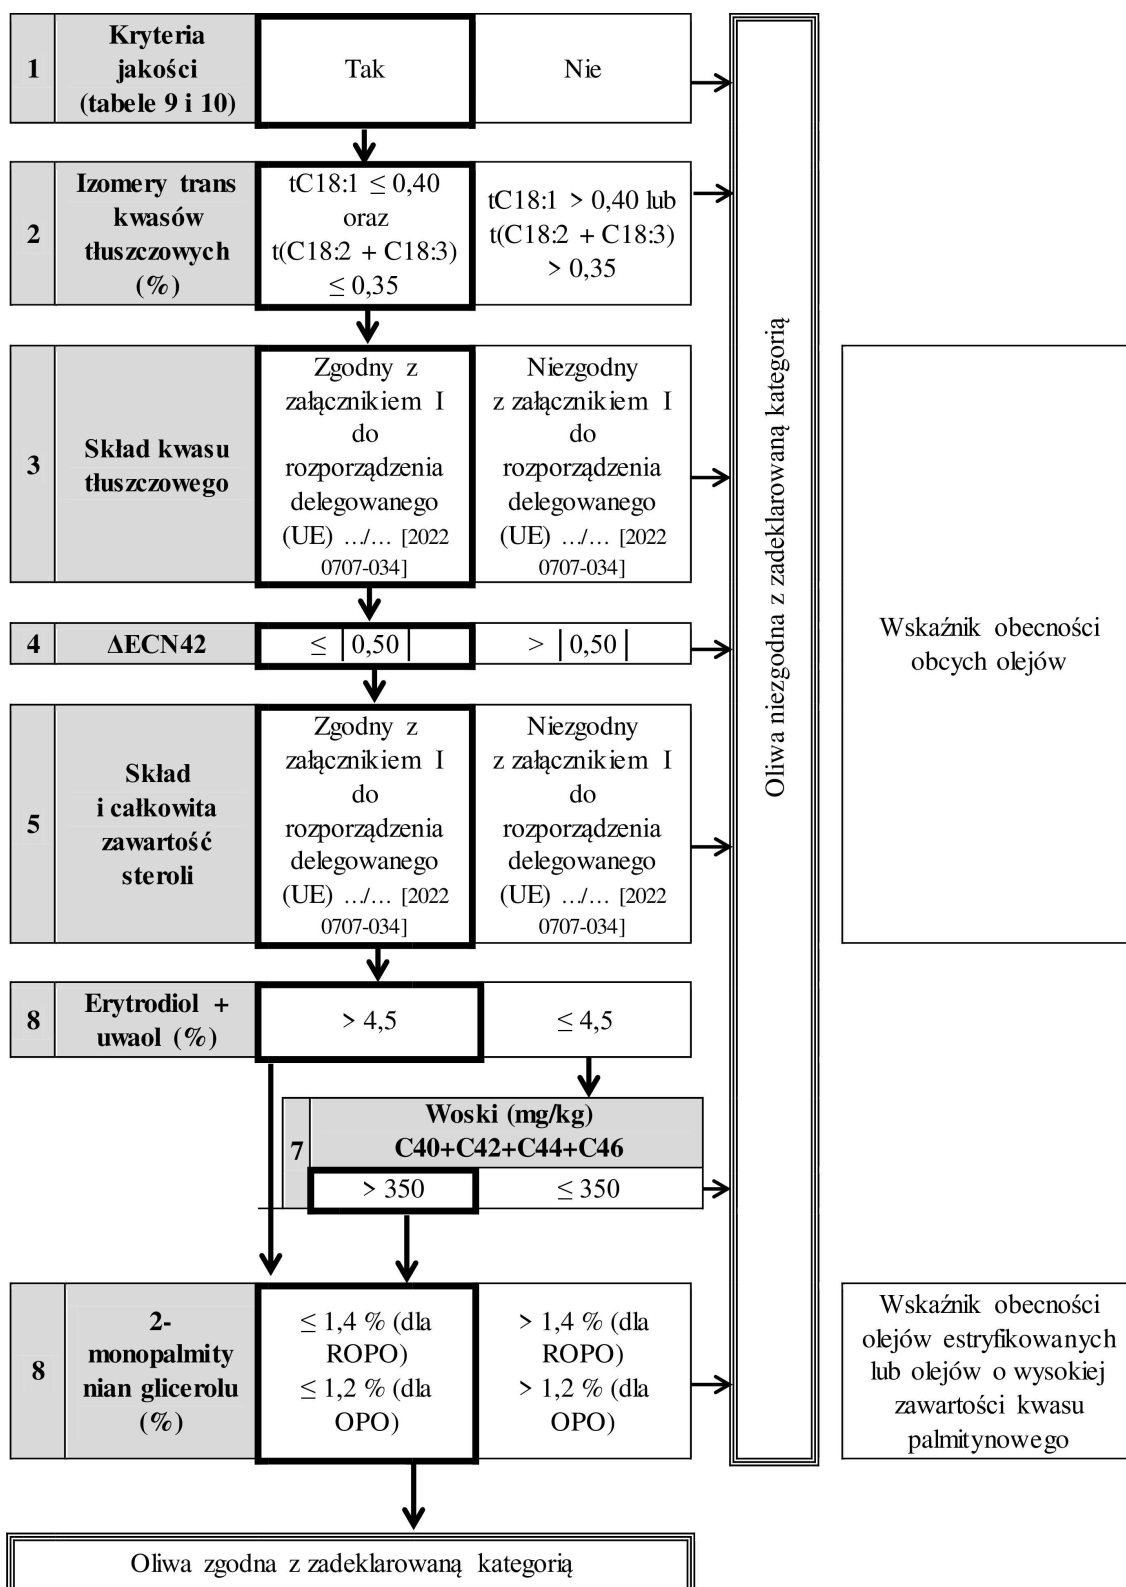 1
Kryteria
jakości
(tabele 9 i 10)
Tak
Nie
2
Izomery trans
kwasów
tłuszczowych
(%)
tC18:1 ≤ 0,40
oraz
t(C18:2 + C18:3)
≤ 0,35
tC18:1 > 0,40 lub
t(C18:2 + C18:3)
> 0,35
3
Skład kwasu
tłuszczowego
Zgodny z
załącznikiem I
do
rozporządzenia
delegowanego
(UE) …/… [2022
0707-034]
Niezgodny
z załącznikiem I
do
rozporządzenia
delegowanego
(UE) …/… [2022
0707-034]
4
ΔECN42
≤ |0,50|
> |0,50|
5
Skład
i całkowita
zawartość
steroli
Zgodny z
załącznikiem I
do
rozporządzenia
delegowanego
(UE) …/… [2022
0707-034]
Niezgodny
z załącznikiem I
do
rozporządzenia
delegowanego
(UE) …/… [2022
0707-034]
8
Erytrodiol +
uwaol (%)
> 4,5
≤ 4,5
7
Woski (mg/kg)
C40+C42+C44+C46
> 350
≤ 350
8
2-
monopalmity
nian glicerolu
(%)
≤ 1,4 % (dla
ROPO)
≤ 1,2 % (dla
OPO)
> 1,4 % (dla
ROPO)
> 1,2 % (dla
OPO)
Oliwa niezgodna z zadeklarowaną kategorią
Wskaźnik obecności
obcych olejów
Wskaźnik obecności
olejów estryfikowanych
lub olejów o wysokiej
zawartości kwasu
palmitynowego
Oliwa zgodna z zadeklarowaną kategorią